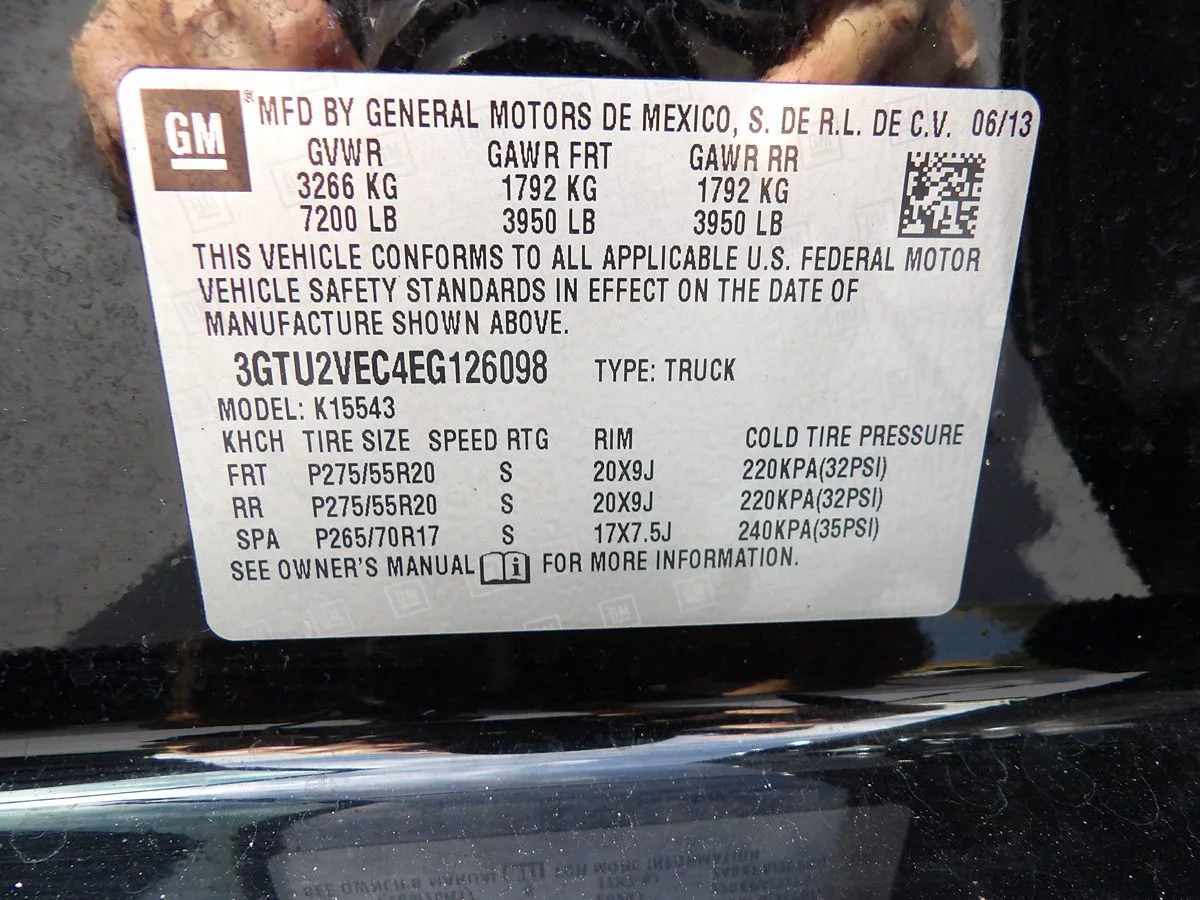 GM ® MFD BY GENERAL MOTORS DE MEXICO, S. DE R.L. DE C.V. 06/13
GVWR GAWR FRT GAWR RR
3266 KG 1792 KG 1792 KG
7200 LB 3950 LB 3950 LB
THIS VEHICLE CONFORMS TO ALL APPLICABLE U.S. FEDERAL MOTOR
VEHICLE SAFETY STANDARDS IN EFFECT ON THE DATE OF
MANUFACTURE SHOWN ABOVE.
3GTU2VEC4EG126098 TYPE: TRUCK
MODEL: K15543
KHCH TIRE SIZE SPEED RTG RIM COLD TIRE PRESSURE
FRT P275/55R20 S 20X9J 220KPA(32PSI)
RR P275/55R20 S 20X9J 220KPA(32PSI)
SPA P265/70R17 S 17X7.5J 240KPA(35PSI)
SEE OWNER'S MANUAL i FOR MORE INFORMATION.